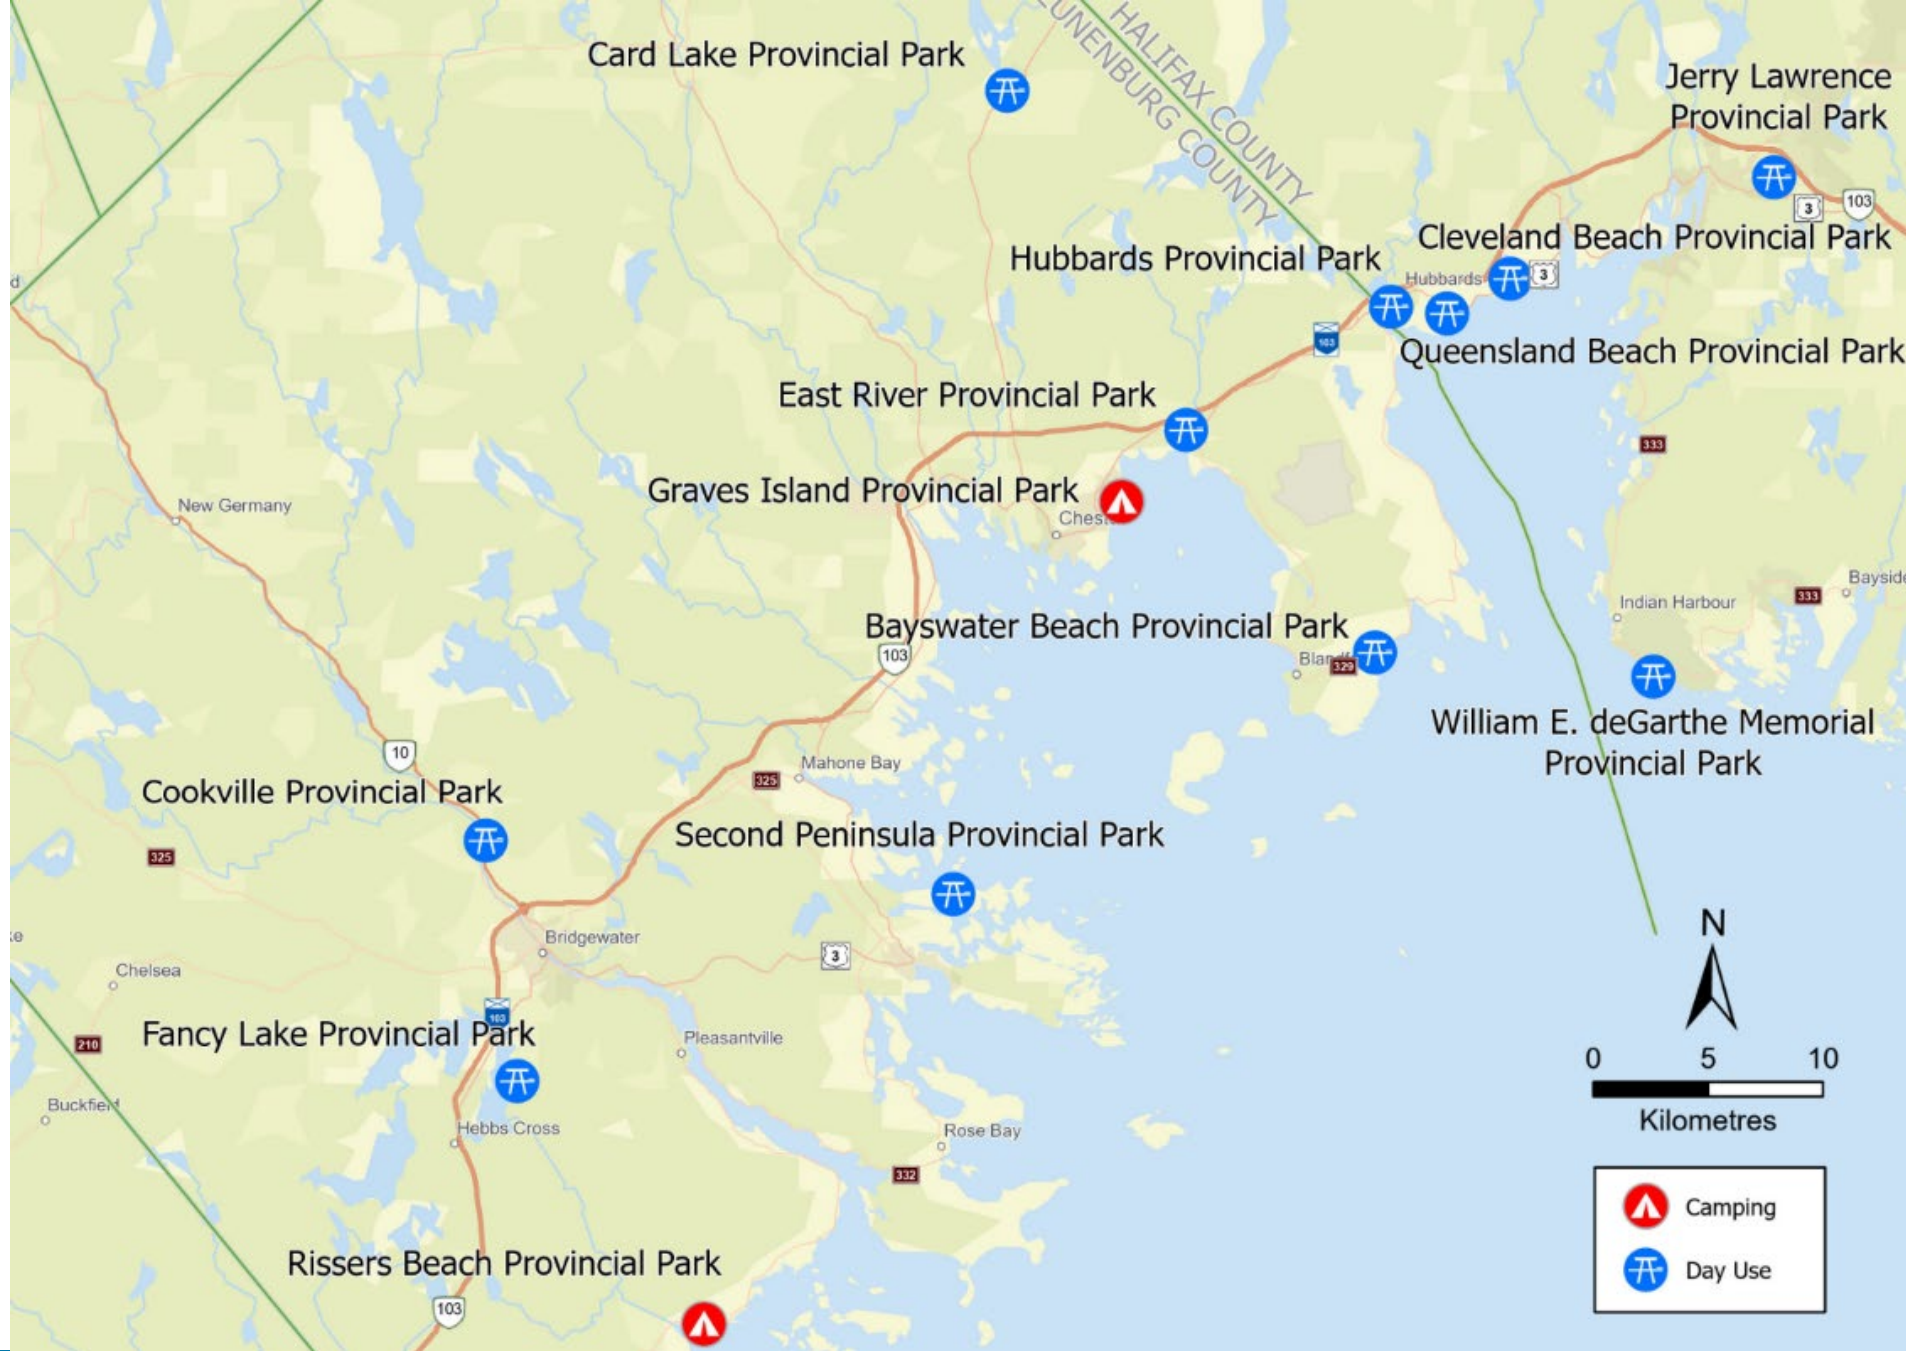 Card Lake Provincial Park
HALIFAX COUNTY
LUNENBURG COUNTY
Jerry Lawrence
Provincial Park
3
103
Cleveland Beach Provincial Park
Hubbards Provincial Park
Hubbards
3
103
Queensland Beach Provincial Park
East River Provincial Park
333
Graves Island Provincial Park
New Germany
Indian Harbour
333
Bayswater Beach Provincial Park
103
329
William E. deGarthe Memorial
Provincial Park
10
Mahone Bay
325
Cookville Provincial Park
Second Peninsula Provincial Park
325
N
Bridgewater
3
Chelsea
103
Fancy Lake Provincial Park
210
Pleasantville
0 5 10
Kilometres
Buckfield
Hebbs Cross
Rose Bay
332
Camping
Rissers Beach Provincial Park
Day Use
103